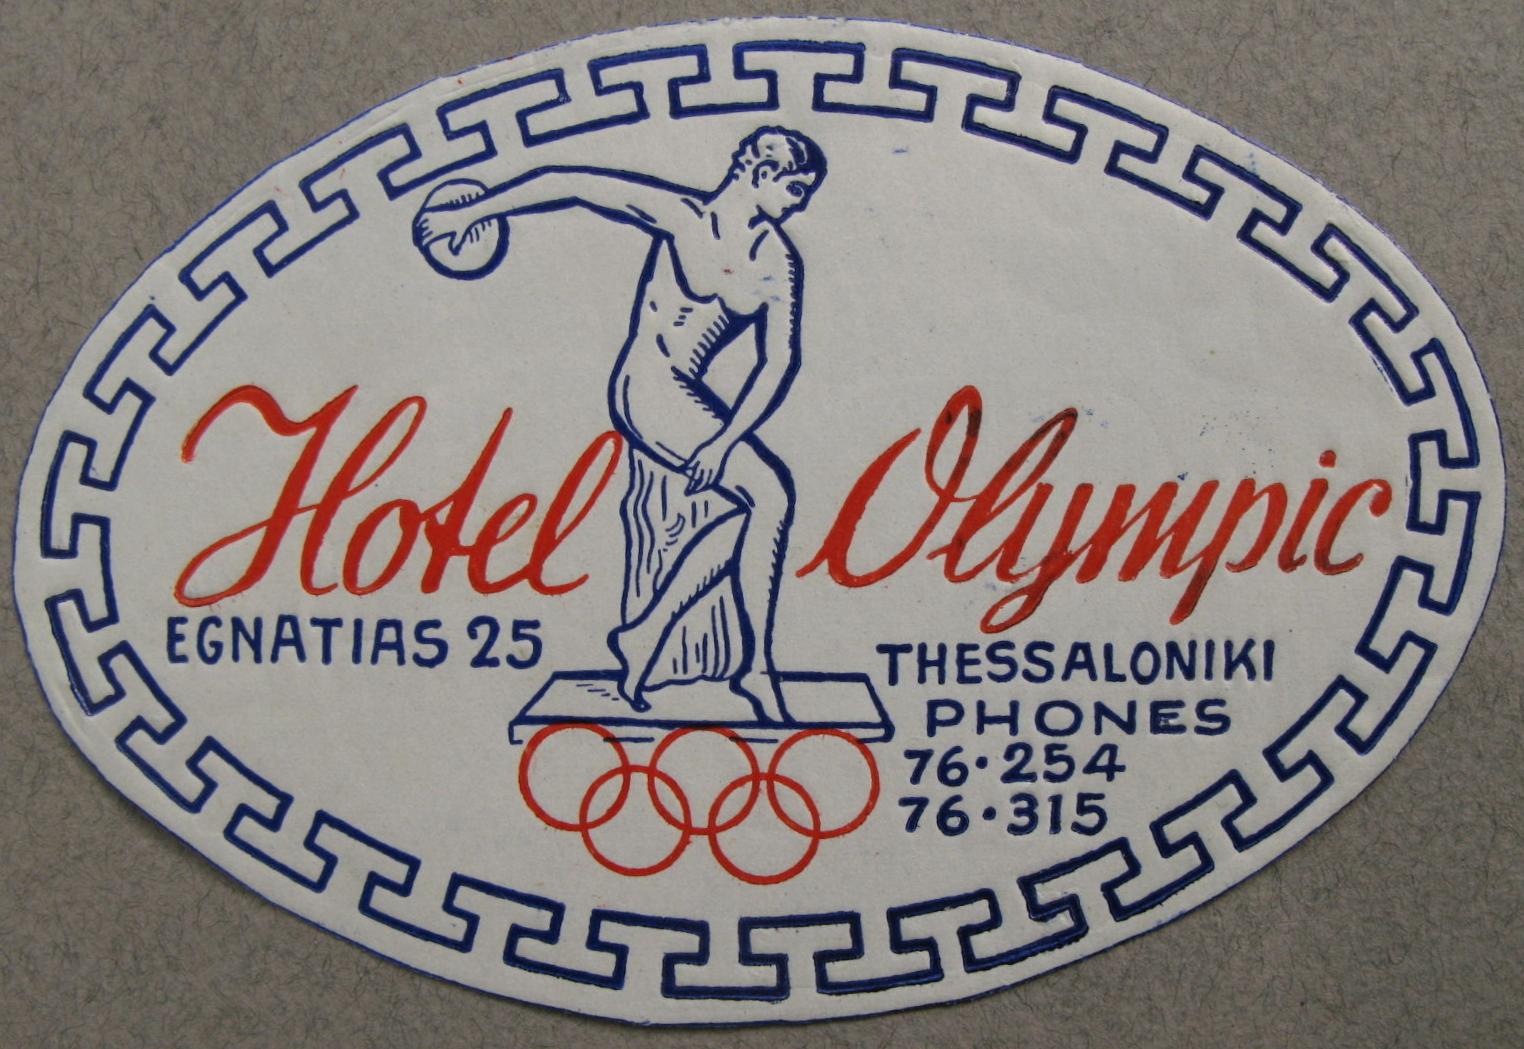 Hotel Olympic
EGNATIAS 25
THESSALONIKI
PHONES
76·254
76·315